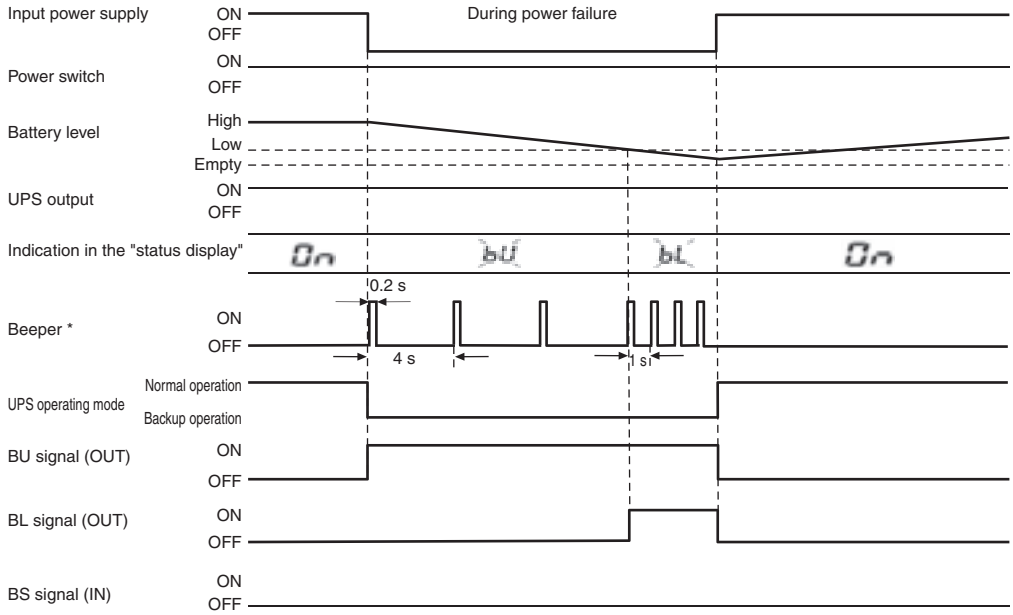 Input power supply ON During power failure
OFF
ON
Power switch
OFF
High
Battery level
Low
Empty
ON
UPS output
OFF
Indication in the "status display" On bU bL On
0.2 s
ON
Beeper *
OFF
4 s 1 s
Normal operation
UPS operating mode
Backup operation
BU signal (OUT) ON
OFF
BL signal (OUT) ON
OFF
ON
BS signal (IN)
OFF